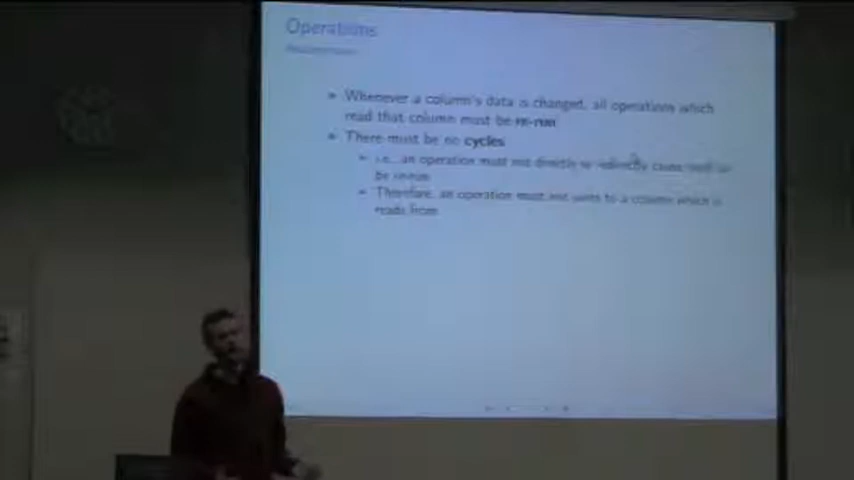 Operations
Whenever a column's data is changed, all operations which
read that column must be re-run
There must be no cycles
i.e., an operation must not directly or indirectly cause itself to
be re-run
Therefore, an operation must not write to a column which it
reads from